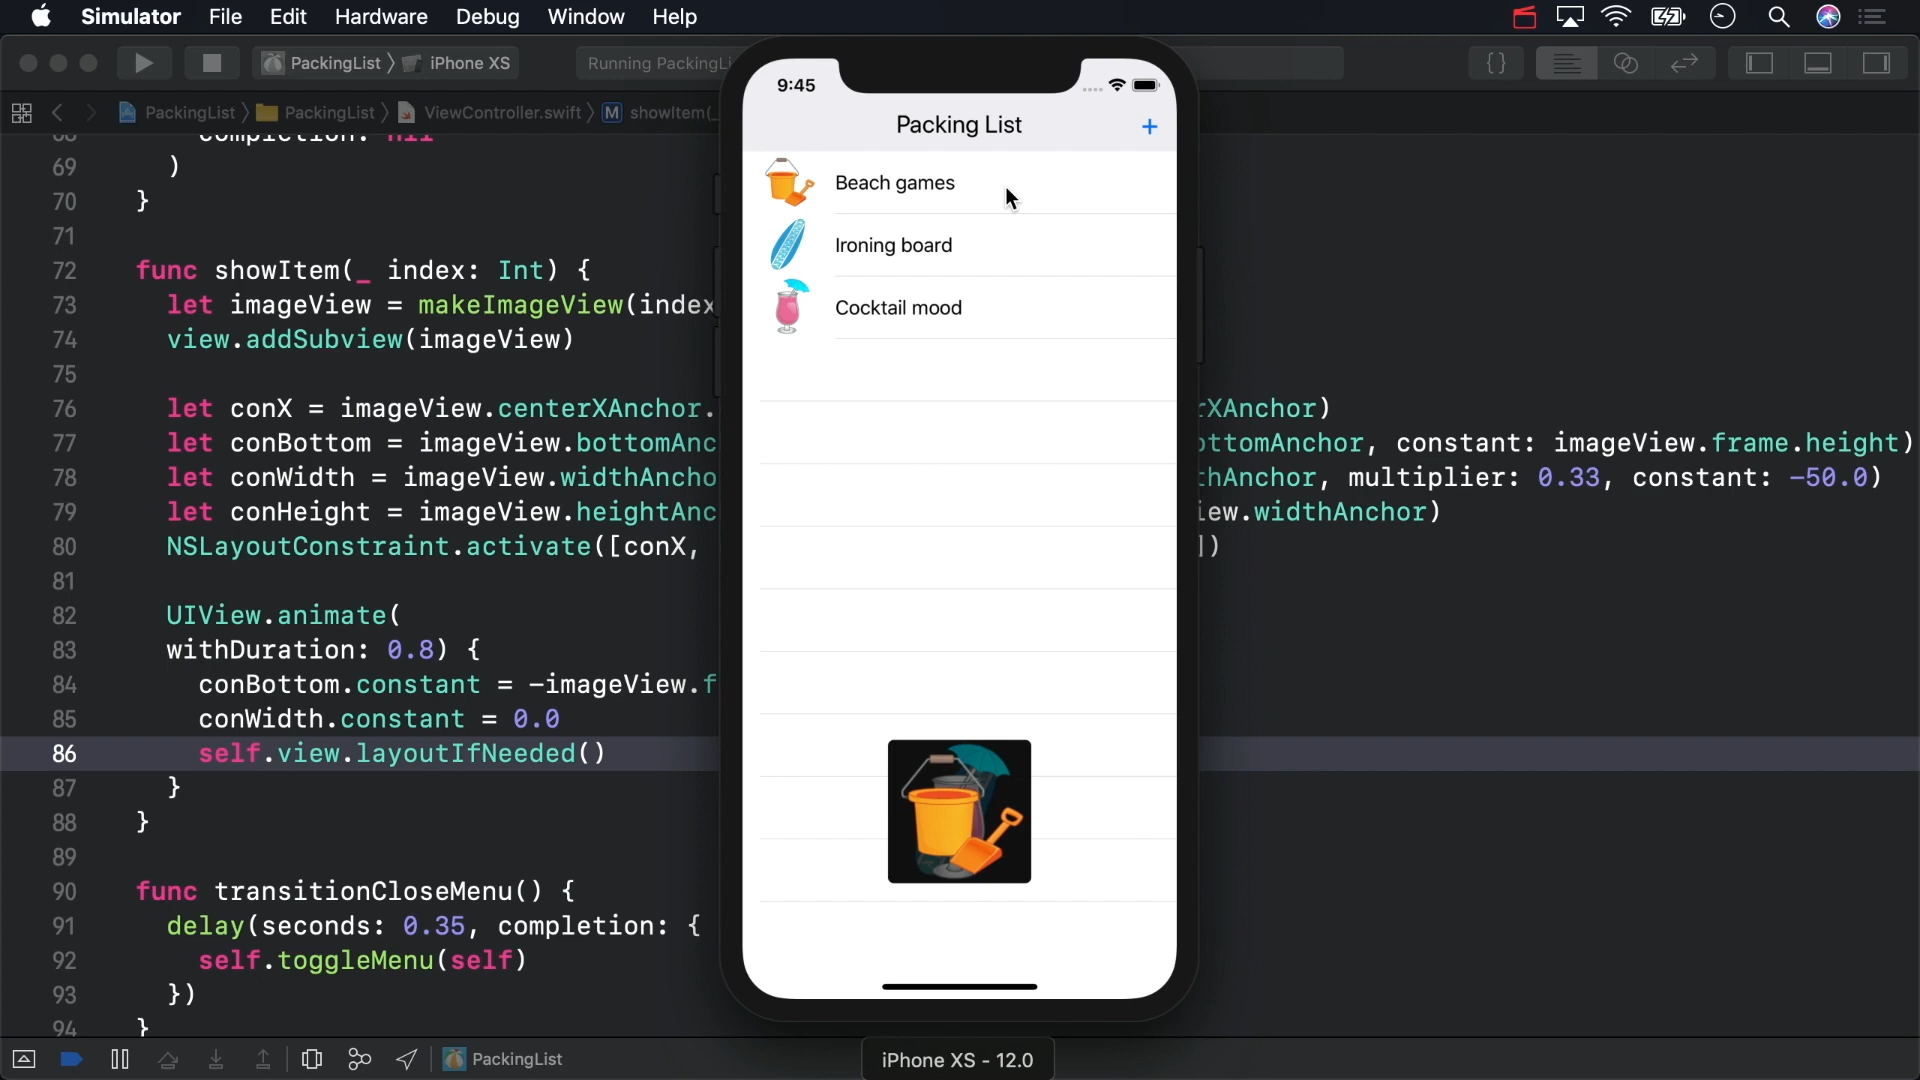 Simulator File Edit Hardware Debug Window Help
PackingList iPhone XS
Running
PackingList PackingList ViewController.swift M showItem(_
9:45
Packing List +
Beach games
Ironing board
Cocktail mood
69 )
70 }
71
72 func showItem(_ index: Int) {
73 let imageView = makeImageView(index
74 view.addSubview(imageView)
75
76 let conX = imageView.centerXAnchor. rXAnchor)
77 let conBottom = imageView.bottomAnc ottomAnchor, constant: imageView.frame.height)
78 let conWidth = imageView.widthAncho thAnchor, multiplier: 0.33, constant: -50.0)
79 let conHeight = imageView.heightAnc iew.widthAnchor)
80 NSLayoutConstraint.activate([conX, ])
81
82 UIView.animate(
83 withDuration: 0.8) {
84 conBottom.constant = -imageView.f
85 conWidth.constant = 0.0
86 self.view.layoutIfNeeded()
87 }
88 }
89
90 func transitionCloseMenu() {
91 delay(seconds: 0.35, completion: {
92 self.toggleMenu(self)
93 })
94 }
PackingList
iPhone XS - 12.0